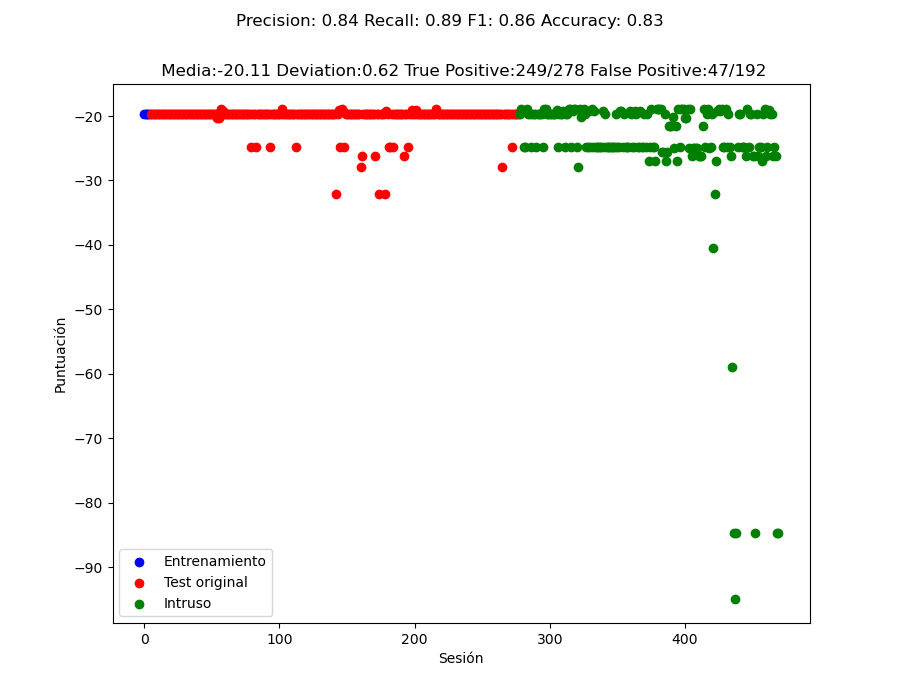 Precision: 0.84 Recall: 0.89 F1: 0.86 Accuracy: 0.83
Media:-20.11 Deviation:0.62 True Positive:249/278 False Positive:47/192
−20
−30
−40
−50
−60
−70
−80
−90
Puntuación
Entrenamiento
Test original
Intruso
0
100
200
300
400
Sesión